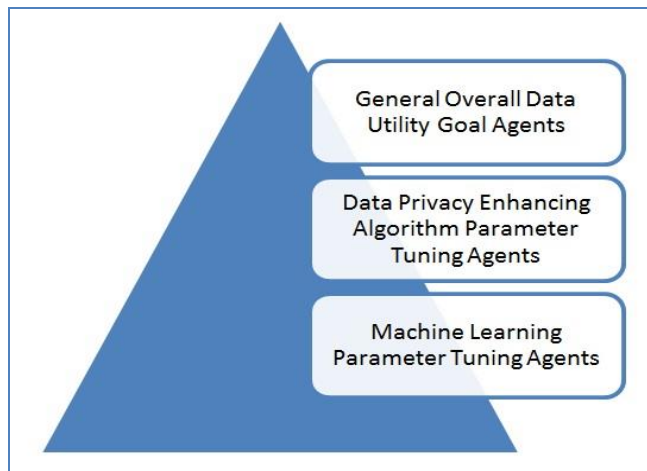 General Overall Data
Utility Goal Agents
Data Privacy Enhancing
Algorithm Parameter
Tuning Agents
Machine Learning
Parameter Tuning Agents